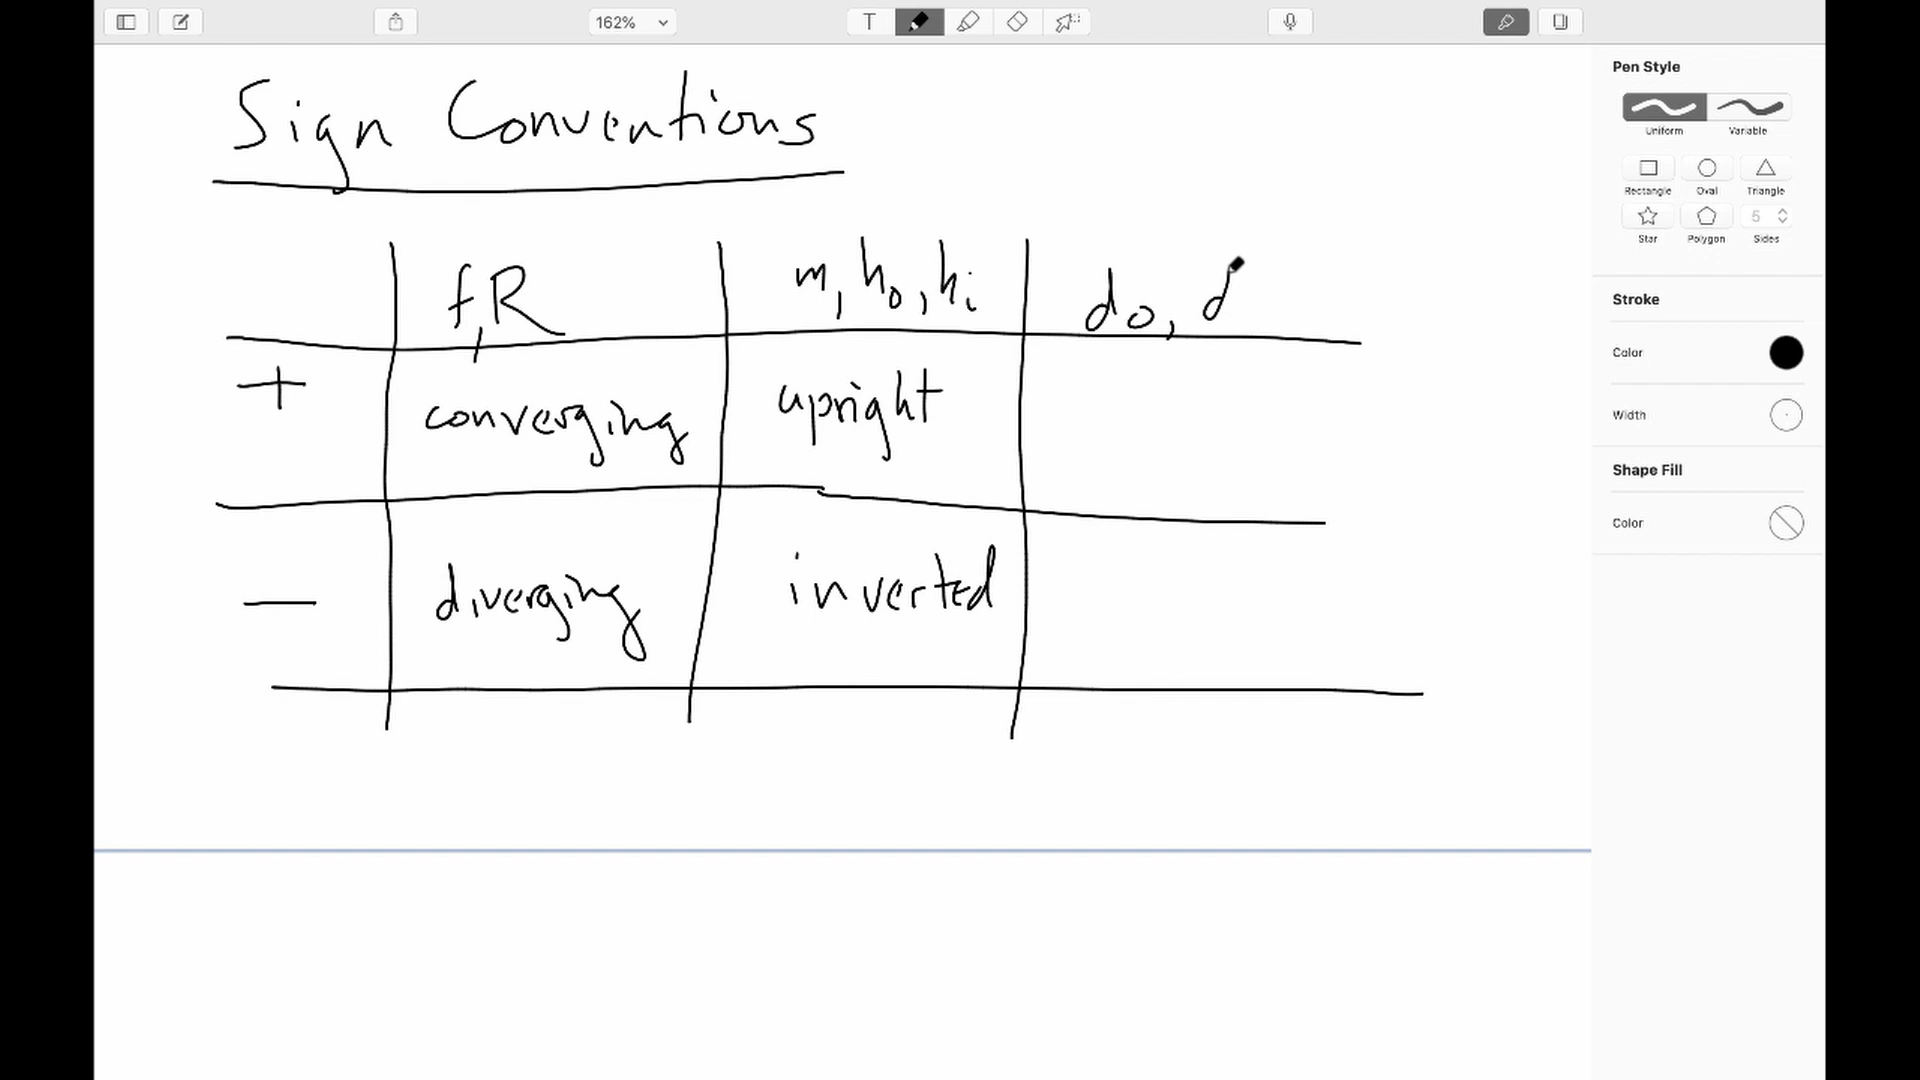 162%
T
Sign Conventions
f, R m, ho, hi do, d
+ converging upright
— diverging inverted
Pen Style
Uniform Variable
Rectangle Oval Triangle
5
Star Polygon Sides
Stroke
Color
Width
Shape Fill
Color